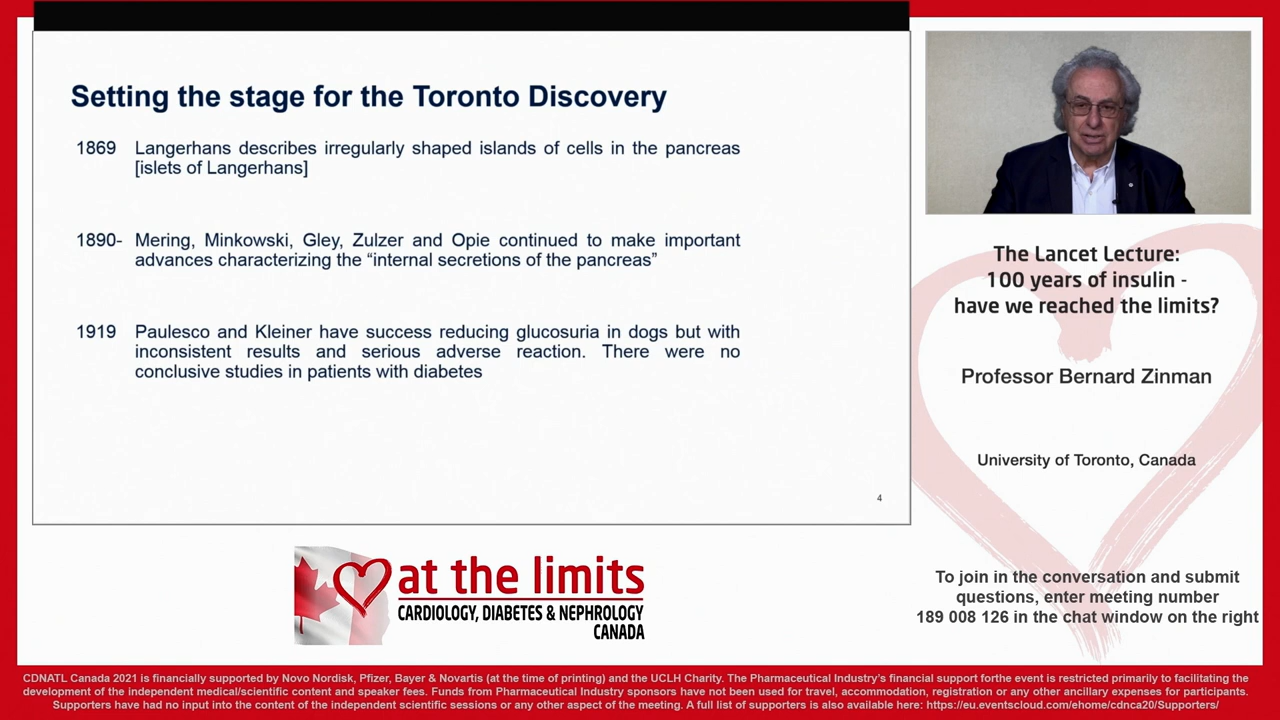 Setting the stage for the Toronto Discovery
1869 Langerhans describes irregularly shaped islands of cells in the pancreas
[islets of Langerhans]
1890- Mering, Minkowski, Gley, Zulzer and Opie continued to make important
advances characterizing the “internal secretions of the pancreas”
1919 Paulesco and Kleiner have success reducing glucosuria in dogs but with
inconsistent results and serious adverse reaction. There were no
conclusive studies in patients with diabetes
4
The Lancet Lecture:
100 years of insulin -
have we reached the limits?
Professor Bernard Zinman
University of Toronto, Canada
To join in the conversation and submit
questions, enter meeting number
189 008 126 in the chat window on the right
at the limits
CARDIOLOGY, DIABETES & NEPHROLOGY
CANADA
CDNATL Canada 2021 is financially supported by Novo Nordisk, Pfizer, Bayer & Novartis (at the time of printing) and the UCLH Charity. The Pharmaceutical Industry's financial support forthe event is restricted primarily to facilitating the
development of the independent medical/scientific content and speaker fees. Funds from Pharmaceutical Industry sponsors have not been used for travel, accommodation, registration or any other ancillary expenses for participants.
Supporters have had no input into the content of the independent scientific sessions or any other aspect of the meeting. A full list of supporters is also available here: https://eu.eventscloud.com/ehome/cdnca20/Supporters/